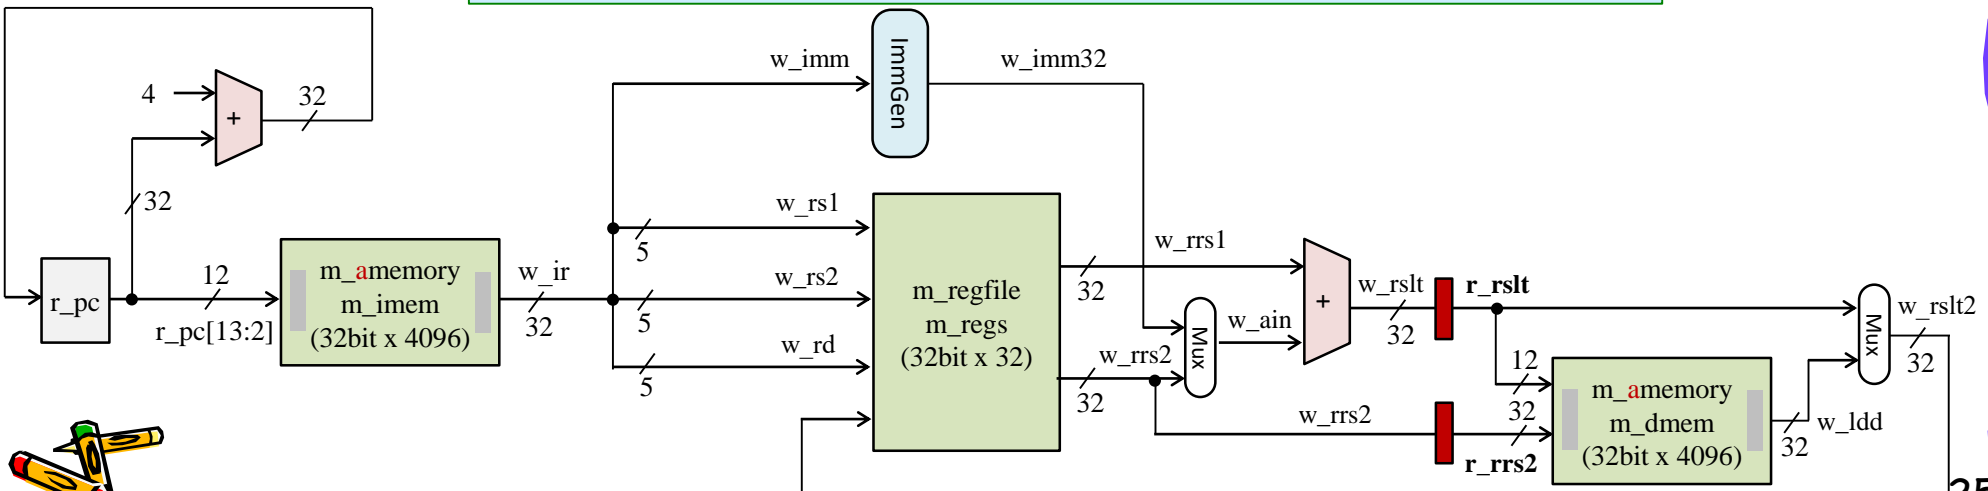 4
+
32
32
r_pc
12
r_pc[13:2]
m_amemory
m_imem
(32bit x 4096)
w_ir
32
w_imm
ImmGen
w_imm32
w_rs1
5
w_rs2
5
w_rd
5
m_regfile
m_regs
(32bit x 32)
w_rrs1
32
w_rrs2
32
Mux
w_ain
+
w_rslt
32
r_rslt
w_rrs2
r_rrs2
12
32
m_amemory
m_dmem
(32bit x 4096)
w_ldd
32
Mux
w_rslt2
32